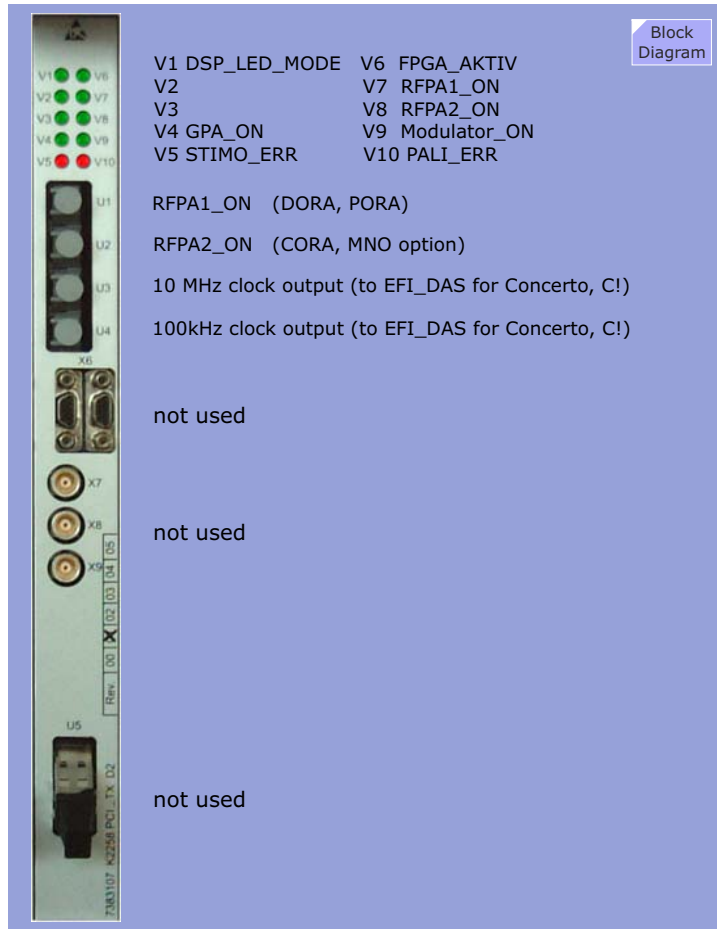 Block
Diagram
V1 DSP_LED_MODE V6 FPGA_AKTIV
V2 V7 RFPA1_ON
V3 V8 RFPA2_ON
V4 GPA_ON V9 Modulator_ON
V5 STIMO_ERR V10 PALI_ERR
V1 V6
V2 V7
V3 V8
V4 V9
V5 V10
U1 RFPA1_ON (DORA, PORA)
U2 RFPA2_ON (CORA, MNO option)
U3 10 MHz clock output (to EFI_DAS for Concerto, C!)
U4 100kHz clock output (to EFI_DAS for Concerto, C!)
X6
not used
X7
X8
not used
X9
Rev. 00 02 03 04 05
U5
not used
7383107 K2258 PCI_TX D2